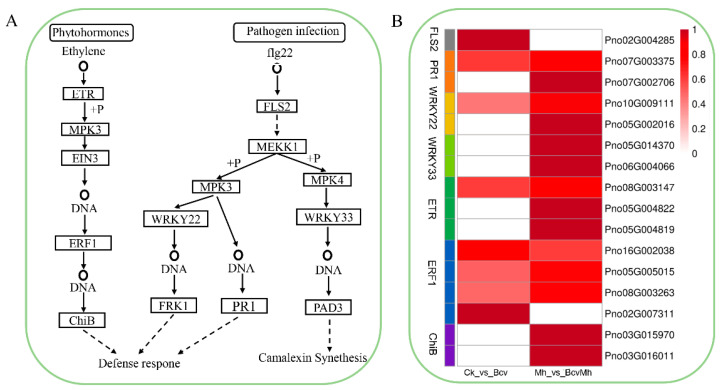 A
Phytohormones
Ethylene
ETR
+P
MPK3
EIN3
DNA
ERF1
DNA
ChiB
Pathogen infection
flg22
FLS2
MEKK1
+P
+P
MPK3
MPK4
WRKY22
WRKY33
DNA
DNA
DNA
FRK1
PR1
PAD3
Defense respone
Camalexin Synethesis
B
FLS2
PR1
WRKY22
WRKY33
ETR
ERF1
ChiB
Pno02G004285
Pno07G003375
Pno07G002706
Pno10G009111
Pno05G002016
Pno05G014370
Pno06G004066
Pno08G003147
Pno05G004822
Pno05G004819
Pno16G002038
Pno05G005015
Pno08G003263
Pno02G007311
Pno03G015970
Pno03G016011
Ck_vs_Bcv
Mh_vs_BcvMh
1
0.8
0.6
0.4
0.2
0